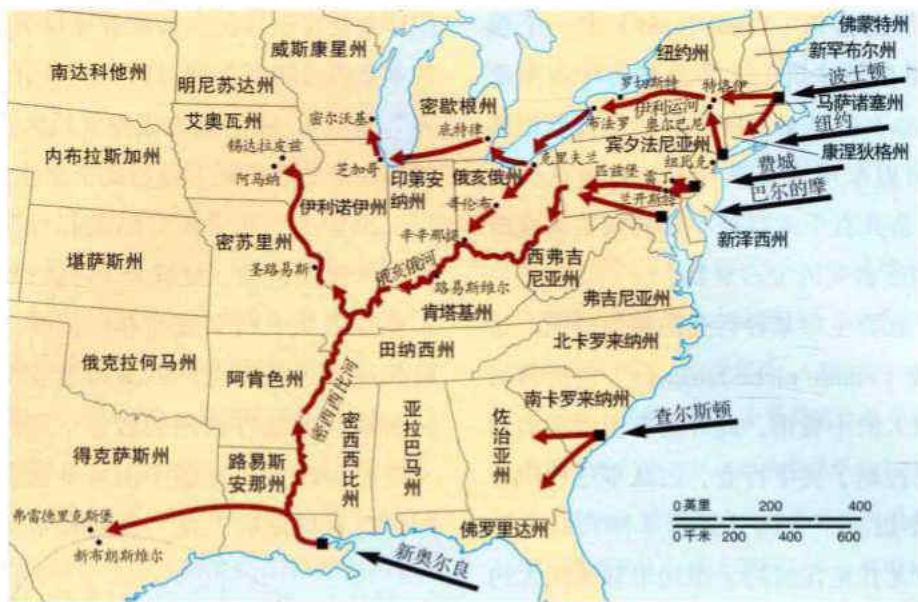 佛蒙特州
威斯康星州
纽约州
新罕布尔州
南达科他州
明尼苏达州
罗切斯特
特洛伊
波士顿
密歇根州
伊利运河
马萨诸塞州
艾奥瓦州
密尔沃基
底特律
布法罗
奥尔巴尼
纽约
内布拉斯加州
锡达拉皮兹
宾夕法尼亚州
康涅狄格州
阿马纳
芝加哥
印第安
纳州
俄亥俄州
克里夫兰
匹兹堡
雷丁
纽瓦克
费城
伊利诺伊州
哥伦布
兰开斯特
巴尔的摩
密苏里州
辛辛那提
新泽西州
堪萨斯州
圣路易斯
俄亥俄河
西弗吉
尼亚州
路易斯维尔
弗吉尼亚州
肯塔基州
田纳西州
北卡罗来纳州
俄克拉何马州
阿肯色州
密西西比河
南卡罗来纳州
查尔斯顿
得克萨斯州
路易斯
安那州
密西西比州
亚拉巴马州
佐治亚州
弗雷德里克斯堡
新布朗斯维尔
佛罗里达州
新奥尔良
0英里 200 400
0千米 200 400 600